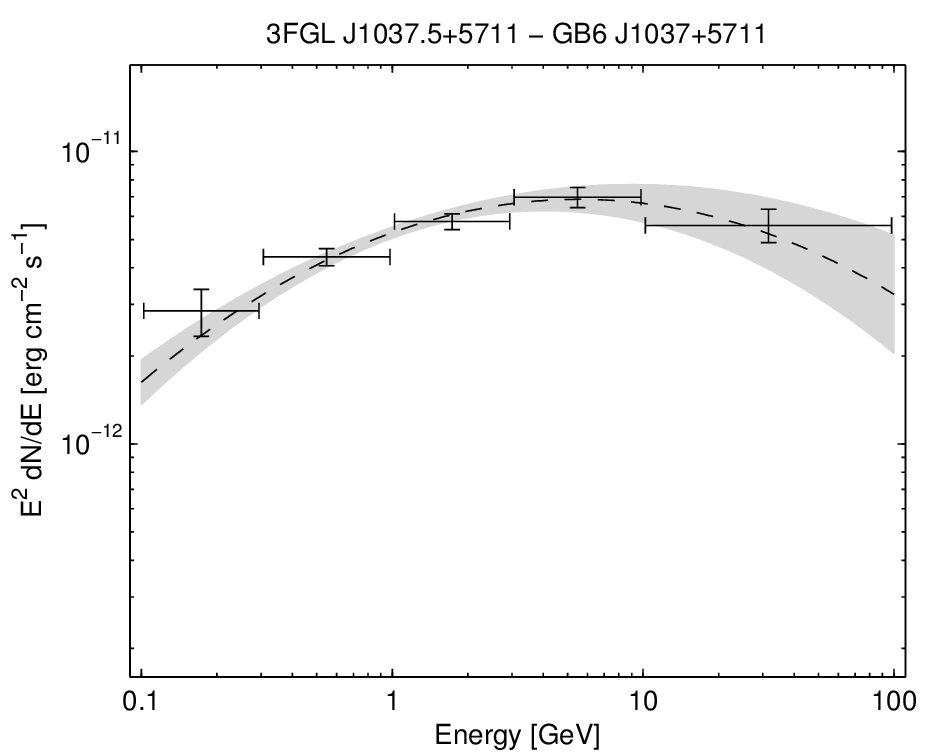 3FGL J1037.5+5711 − GB6 J1037+5711
E² dN/dE [erg cm⁻² s⁻¹]
10⁻¹¹
10⁻¹²
0.1 1 10 100
Energy [GeV]